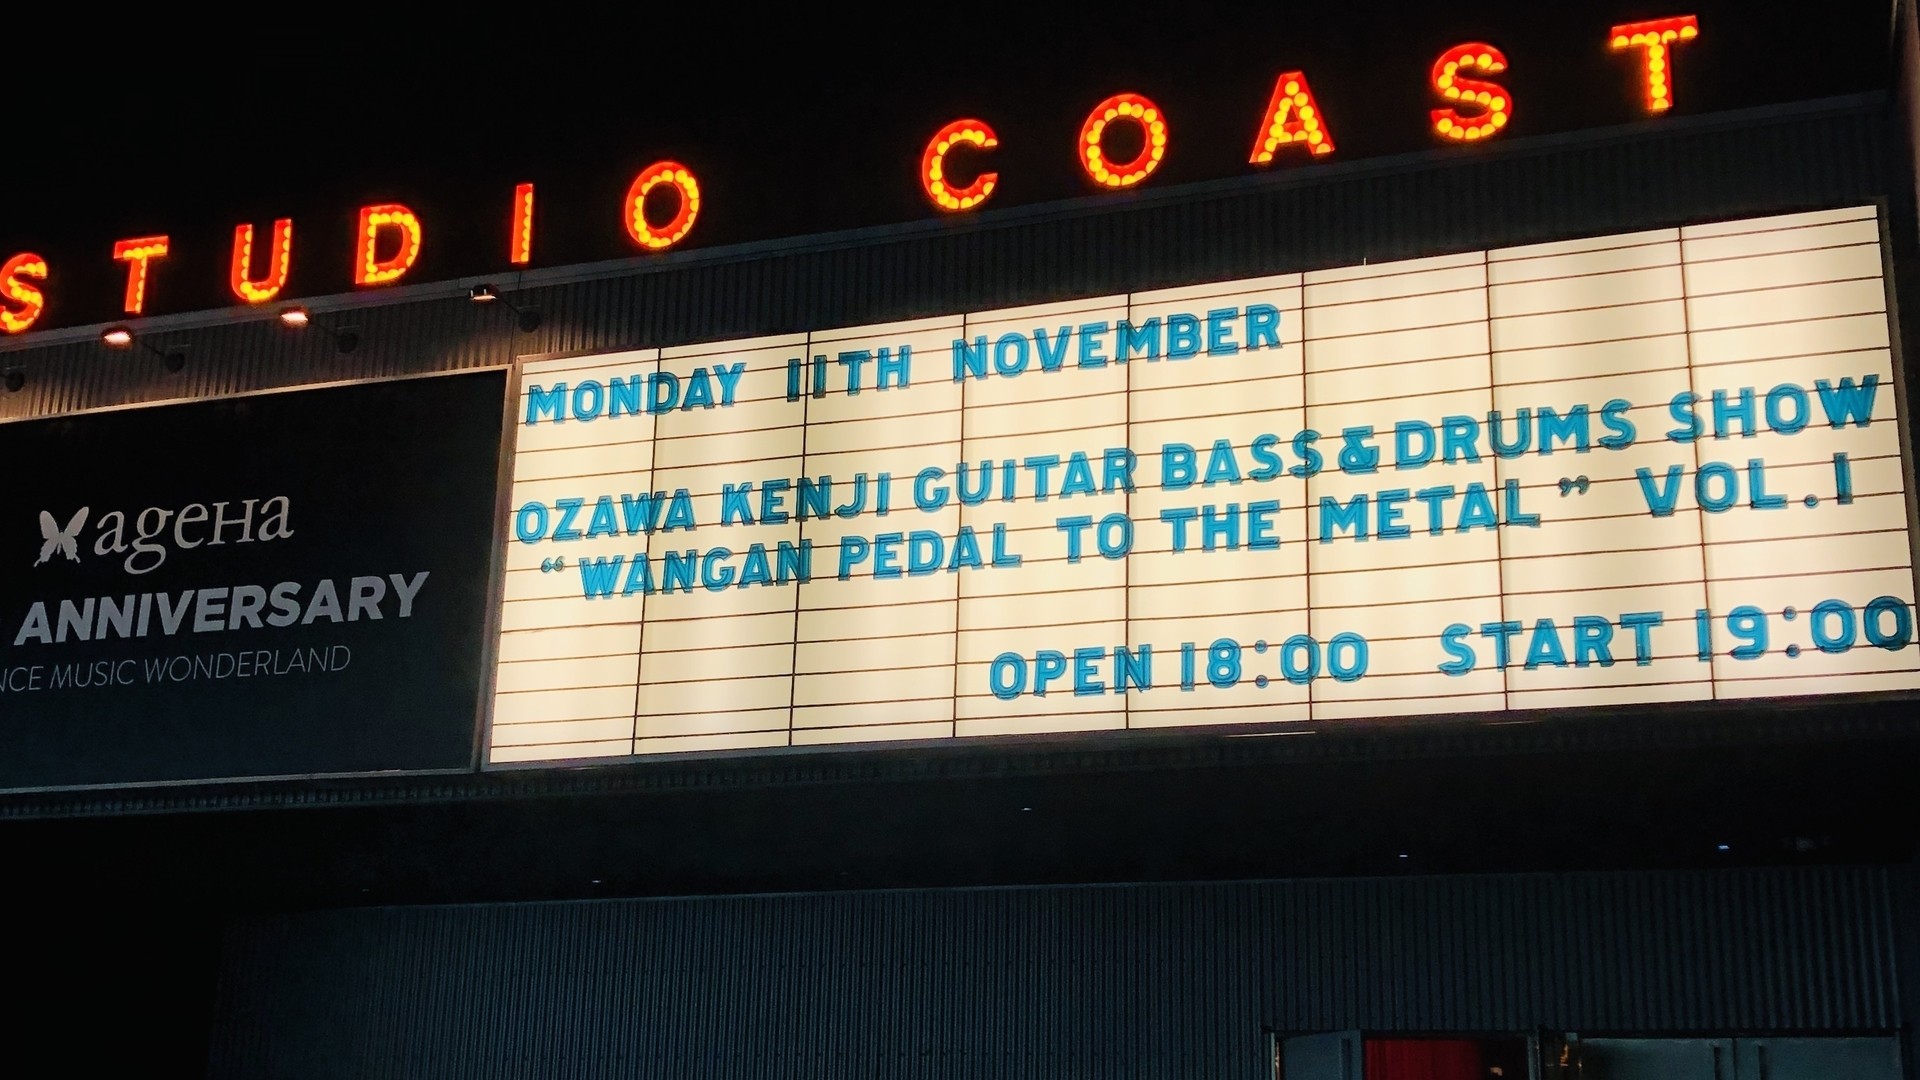 STUDIO COAST
MONDAY 11TH NOVEMBER
OZAWA KENJI GUITAR BASS&DRUMS SHOW
“WANGAN PEDAL TO THE METAL” VOL.1
OPEN 18:00 START 19:00
ageHa
ANNIVERSARY
MUSIC WONDERLAND